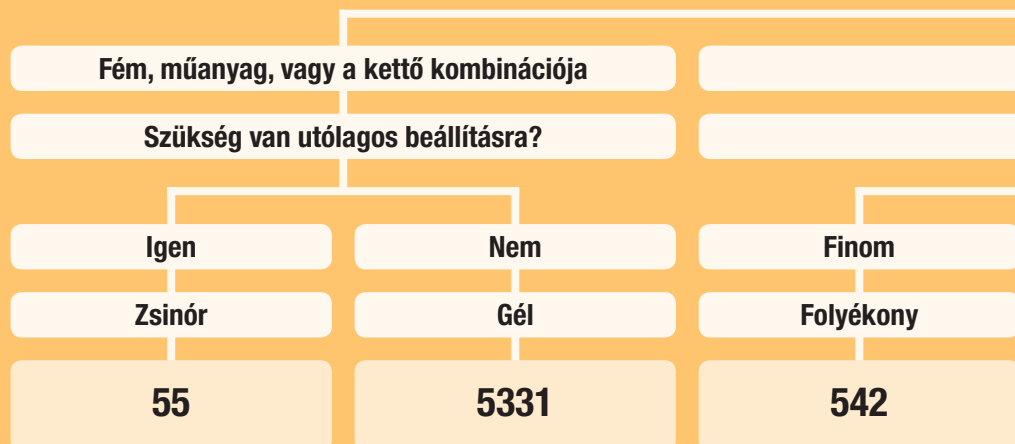 Fém, műanyag, vagy a kettő kombinációja
Szükség van utólagos beállításra?
Igen
Nem
Finom
Zsinór
Gél
Folyékony
55
5331
542